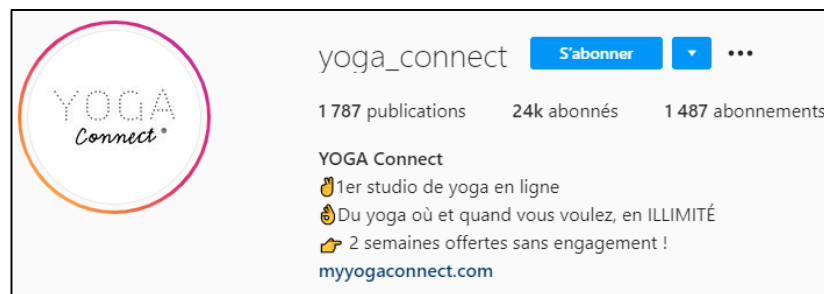 YOGA
Connect®
yoga_connect S'abonner
1 787 publications 24k abonnés 1 487 abonnements
YOGA Connect
✌️1er studio de yoga en ligne
👌Du yoga où et quand vous voulez, en ILLIMITÉ
👉 2 semaines offertes sans engagement !
myyogaconnect.com